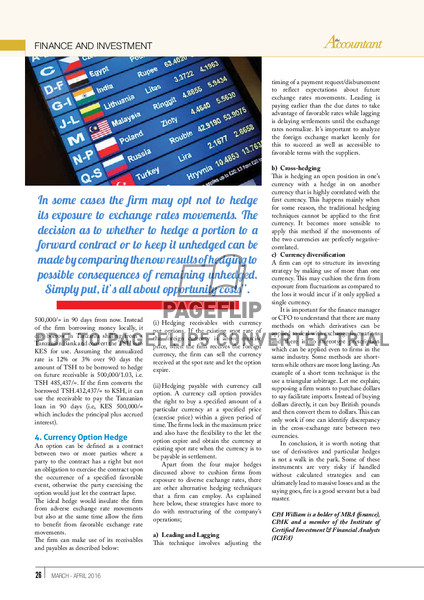 FINANCE AND INVESTMENT
the Accountant
C
D-F
G-I
J-L
M
N-P
Q-S
Egypt
India
Lithuania
Malaysia
Poland
Russia
Turkey
Rupee
Litas
Ringgit
Zloty
Rouble
Lira
Hryvnia
63.4020 4.1963
3.3722 5.9434
4.8855 5.5630
4.4640 53.9075
42.9190 2.6656
2.1677
10.4853
In some cases the firm may opt not to hedge
its exposure to exchange rates movements. The
decision as to whether to hedge a portion to a
forward contract or to keep it unhedged can be
made by comparing the now results of hedging to
possible consequences of remaining unhedged.
Simply put, it's all about opportunity costs".
500,000/= in 90 days from now. Instead
of the firm borrowing money locally, it
KES for use. Assuming the annualized
rate is 12% or 3% over 90 days the
amount of TSH to be borrowed to hedge
on future receivable is 500,000/1.03, i.e.
TSH 485,437/=. If the firm converts the
borrowed TSH.432,437/= to KSH, it can
use the receivable to pay the Tanzanian
loan in 90 days (i.e, KES 500,000/=
which includes the principal plus accrued
interest).
4. Currency Option Hedge
An option can be defined as a contract
between two or more parties where a
party to the contract has a right but not
an obligation to exercise the contract upon
the occurrence of a specified favorable
event, otherwise the party exercising the
option would just let the contract lapse.
The ideal hedge would insulate the firm
from adverse exchange rate movements
but also at the same time allow the firm
to benefit from favorable exchange rate
movements.
The firm can make use of its receivables
and payables as described below:
(i) Hedging receivables with currency
put options. If the existing spot rate of
price, once the firm receives the foreign
currency, the firm can sell the currency
received at the spot rate and let the option
expire.
(ii) Hedging payable with currency call
option. A currency call option provides
the right to buy a specified amount of a
particular currency at a specified price
(exercise price) within a given period of
time. The firms look in the minimum price
and also have the flexibility to let the
option expire and obtain the currency at
existing spot rate when the currency is to
be payable in settlement.
Apart from the four major hedges
discussed above to cushion firms from
exposure to diverse exchange rates, there
are other alternative hedging techniques
that a firm can employ. As explained
here below, these strategies have more to
do with restructuring of the company's
operations;
a) Leading and Lagging
This technique involves adjusting the
timing of a payment request/disbursement
to reflect expectations about future
exchange rates movements. Leading is
paying earlier than the due dates to take
advantage of favorable rates while lagging
is delaying settlements until the exchange
rates normalize. It's important to analyze
the foreign exchange market keenly for
this to succeed as well as accessible to
favorable terms with the suppliers.
b) Cross-hedging
This is hedging an open position in one's
currency with a hedge in on another
currency that is highly correlated with the
first currency. This happens mainly when
for some reason, the traditional hedging
techniques cannot be applied to the first
currency. It becomes more sensible to
apply this method if the movements of
the two currencies are perfectly negative-
correlated.
c) Currency diversification
A firm can opt to structure its investing
strategy by making use of more than one
currency. This may cushion the firm from
exposure from fluctuations as compared to
the loss it would incur if it only applied a
single currency.
It is important for the finance manager
or CFO to understand that there are many
methods on which derivatives can be
which can be applied even to firms in the
same industry. Some methods are short-
term while others are more long lasting. An
example of a short term technique is the
use a triangular arbitrage. Let me explain;
supposing a firm wants to purchase dollars
to say facilitate imports. Instead of buying
dollars directly, it can buy British pounds
and then convert them to dollars. This can
only work if one can identify discrepancy
in the cross-exchange rate between two
currencies.
In conclusion, it is worth noting that
use of derivatives and particular hedges
is not a walk in the park. Some of these
instruments are very risky if handled
without calculated strategies and can
ultimately lead to massive losses and as the
saying goes, fire is a good servant but a bad
master.
CPA William is a holder of MBA (finance),
CPAK and a member of the Institute of
Certified Investment & Financial Analysts
(ICIFA)
PAGEFLIP
26 MARCH - APRIL 2016